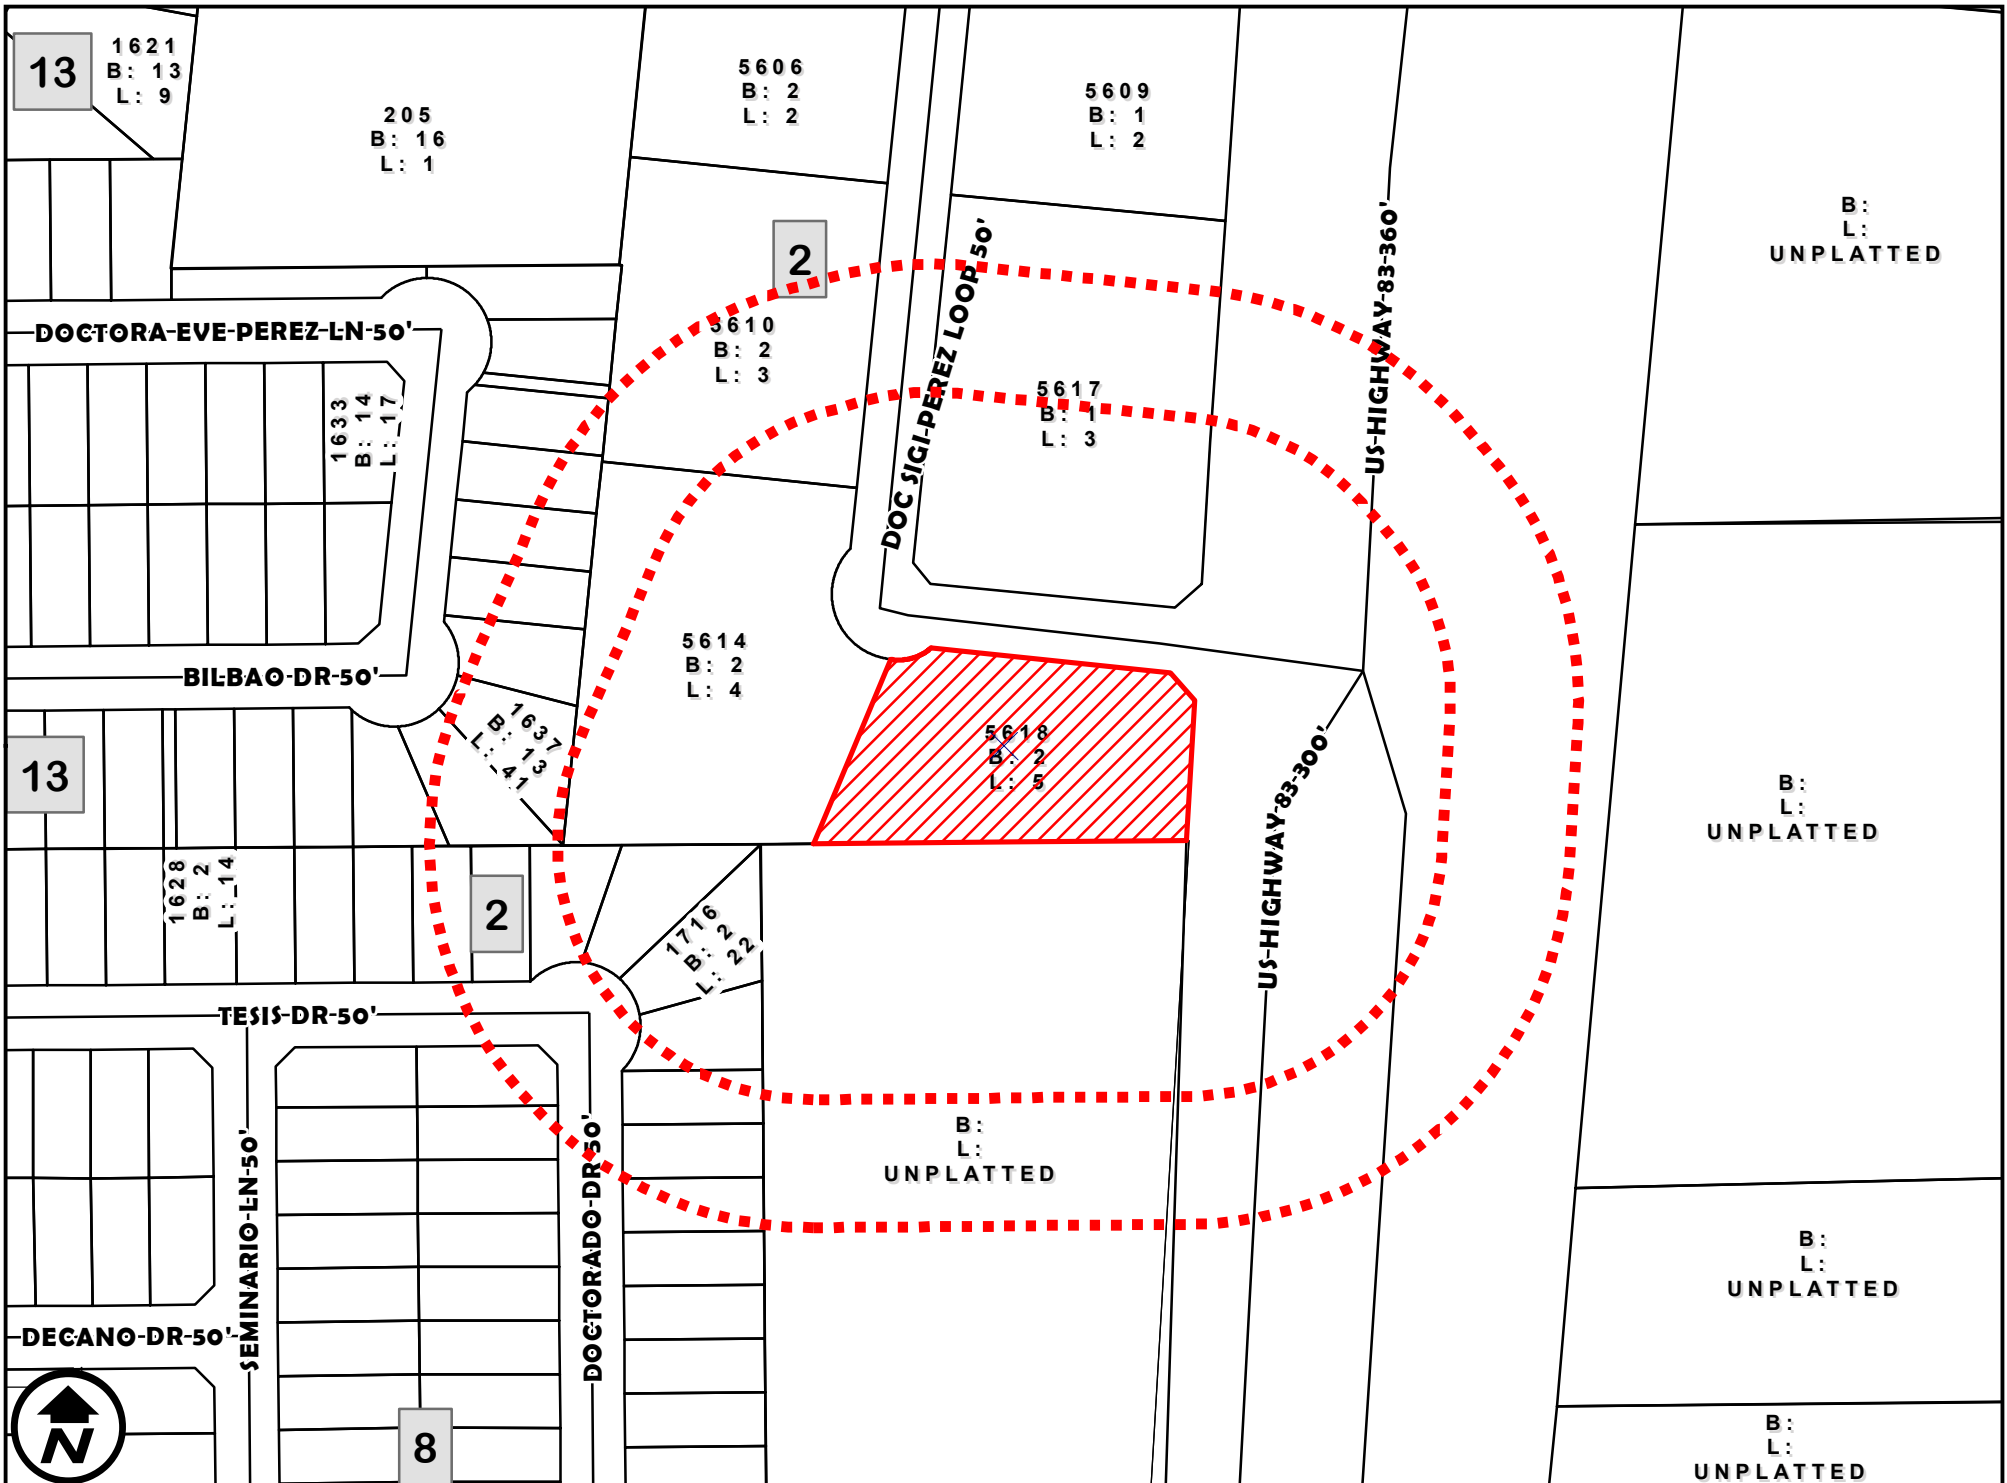 13
1621
B: 13
L: 9
205
B: 16
L: 1
5606
B: 2
L: 2
5609
B: 1
L: 2
B:
L:
UNPLATTED
2
DOC SIGI-PEREZ LOOP 50'
US-HIGHWAY-83-360'
DOCTORA-EVE-PEREZ-LN-50'
5610
B: 2
L: 3
5617
B: 1
L: 3
1633
B: 14
L: 17
5614
B: 2
L: 4
BILBAO-DR-50'
1637
B: 13
L: 41
5618
B: 2
L: 5
US-HIGHWAY-83-300'
13
B:
L:
UNPLATTED
1628
B: 2
L: 14
2
1716
B: 2
L: 22
TESIS-DR-50'
B:
L:
UNPLATTED
SEMINARIO-LN-50'
DOCTORADO-DR-50'
B:
L:
UNPLATTED
DECANO-DR-50'
N
8
B:
L:
UNPLATTED